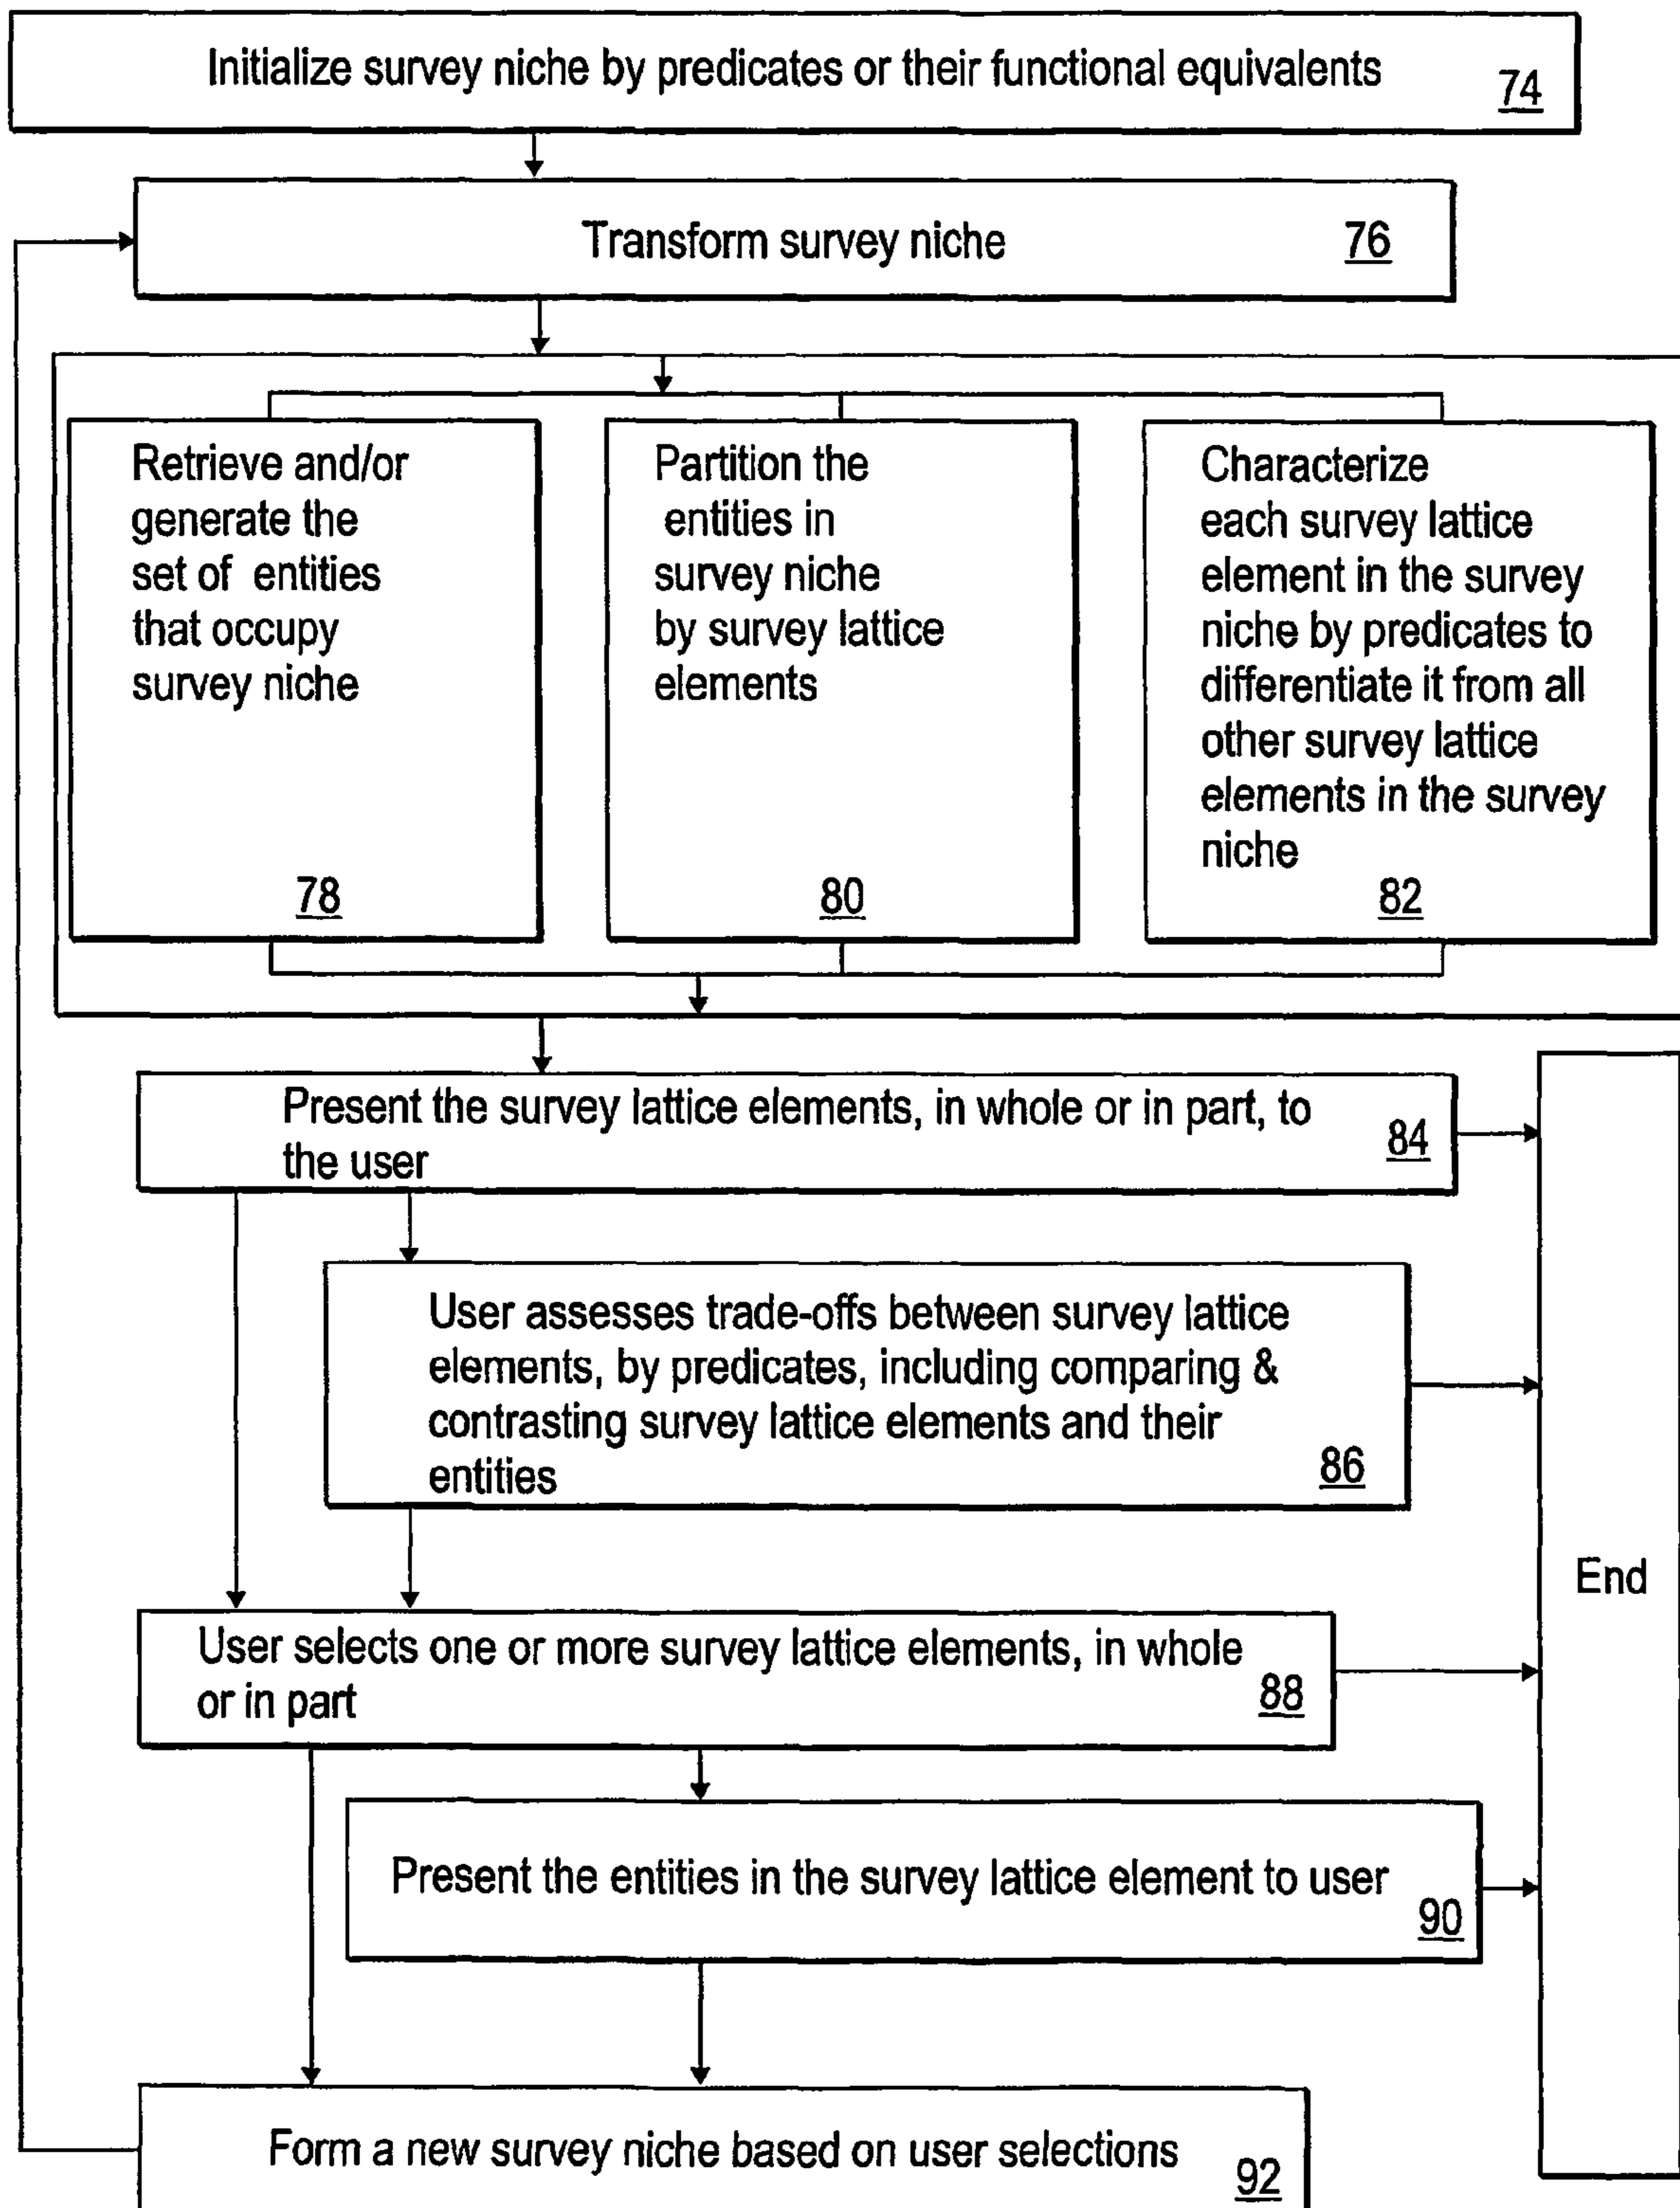 Initialize survey niche by predicates or their functional equivalents
74
Transform survey niche
76
Retrieve and/or
generate the
set of entities
that occupy
survey niche
78
Partition the
entities in
survey niche
by survey lattice
elements
80
Characterize
each survey lattice
element in the survey
niche by predicates to
differentiate it from all
other survey lattice
elements in the survey
niche
82
Present the survey lattice elements, in whole or in part, to
the user
84
User assesses trade-offs between survey lattice
elements, by predicates, including comparing &
contrasting survey lattice elements and their
entities
86
User selects one or more survey lattice elements, in whole
or in part
88
Present the entities in the survey lattice element to user
90
Form a new survey niche based on user selections
92
End